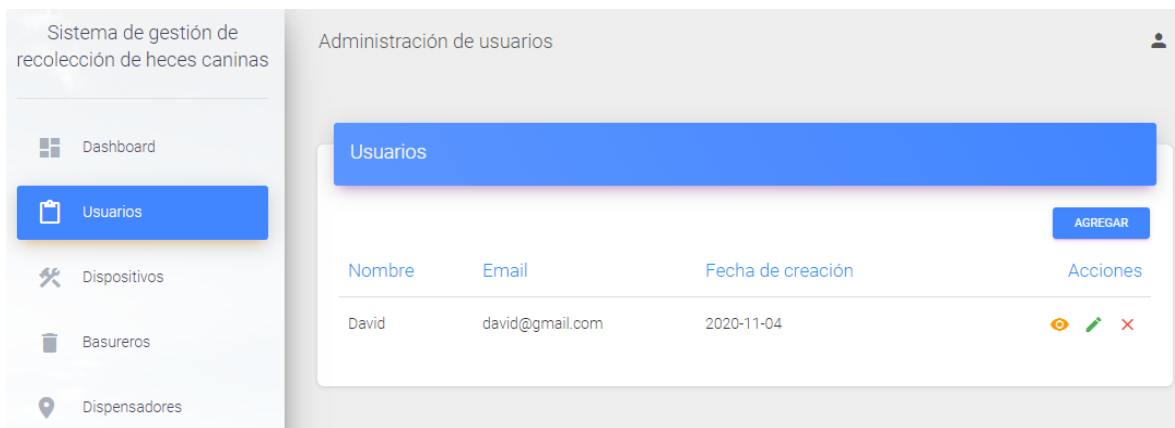 Sistema de gestión de
recolección de heces caninas
Dashboard
Usuarios
Dispositivos
Basureros
Dispensadores
Administración de usuarios
Usuarios
AGREGAR
Nombre Email Fecha de creación Acciones
David david@gmail.com 2020-11-04